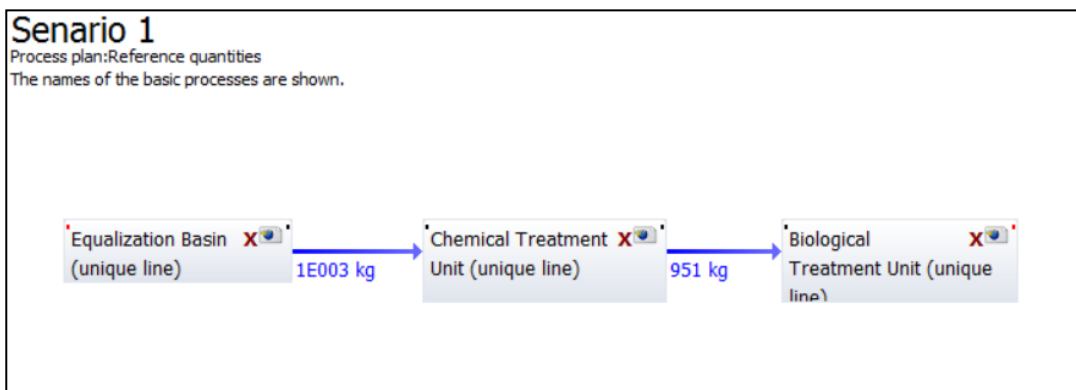 Senario 1
Process plan:Reference quantities
The names of the basic processes are shown.
Equalization Basin X
(unique line)
1E003 kg
Chemical Treatment X
Unit (unique line)
951 kg
Biological X
Treatment Unit (unique
line)